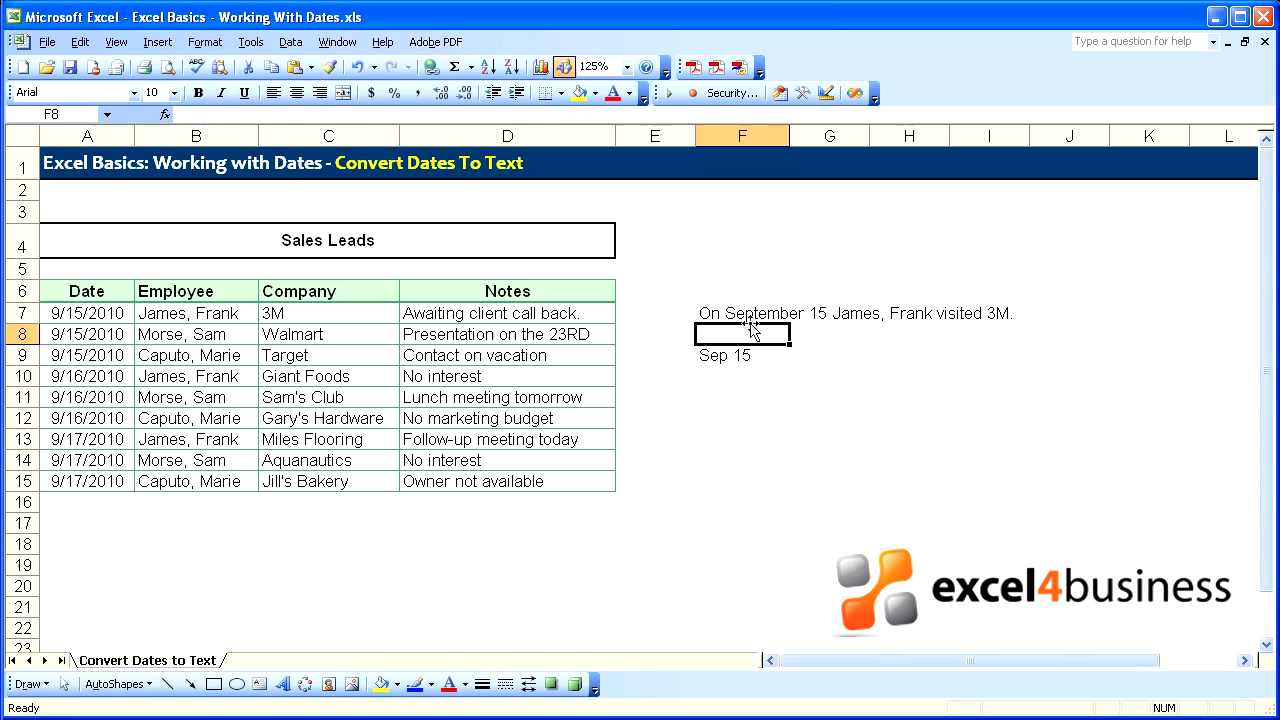 Microsoft Excel - Excel Basics - Working With Dates.xls
File Edit View Insert Format Tools Data Window Help Adobe PDF Type a question for help
125%
Arial 10 B I U $ % , Security...
F8 fx
A B C D E F G H I J K L
1 Excel Basics: Working with Dates - Convert Dates To Text
2
3
4 Sales Leads
5
6 Date Employee Company Notes
7 9/15/2010 James, Frank 3M Awaiting client call back. On September 15 James, Frank visited 3M.
8 9/15/2010 Morse, Sam Walmart Presentation on the 23RD
9 9/15/2010 Caputo, Marie Target Contact on vacation Sep 15
10 9/16/2010 James, Frank Giant Foods No interest
11 9/16/2010 Morse, Sam Sam's Club Lunch meeting tomorrow
12 9/16/2010 Caputo, Marie Gary's Hardware No marketing budget
13 9/17/2010 James, Frank Miles Flooring Follow-up meeting today
14 9/17/2010 Morse, Sam Aquanautics No interest
15 9/17/2010 Caputo, Marie Jill's Bakery Owner not available
16
17
18
19
20
21
22
23
excel4business
Convert Dates to Text
Draw AutoShapes
Ready NUM